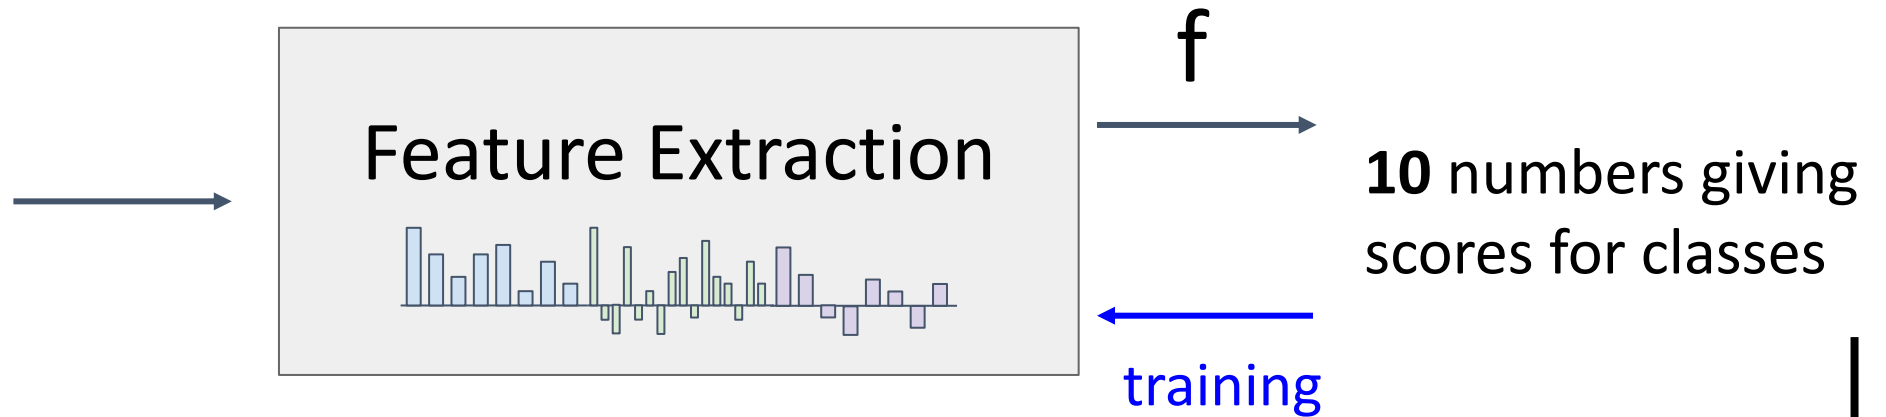 f
Feature Extraction
10 numbers giving
scores for classes
training